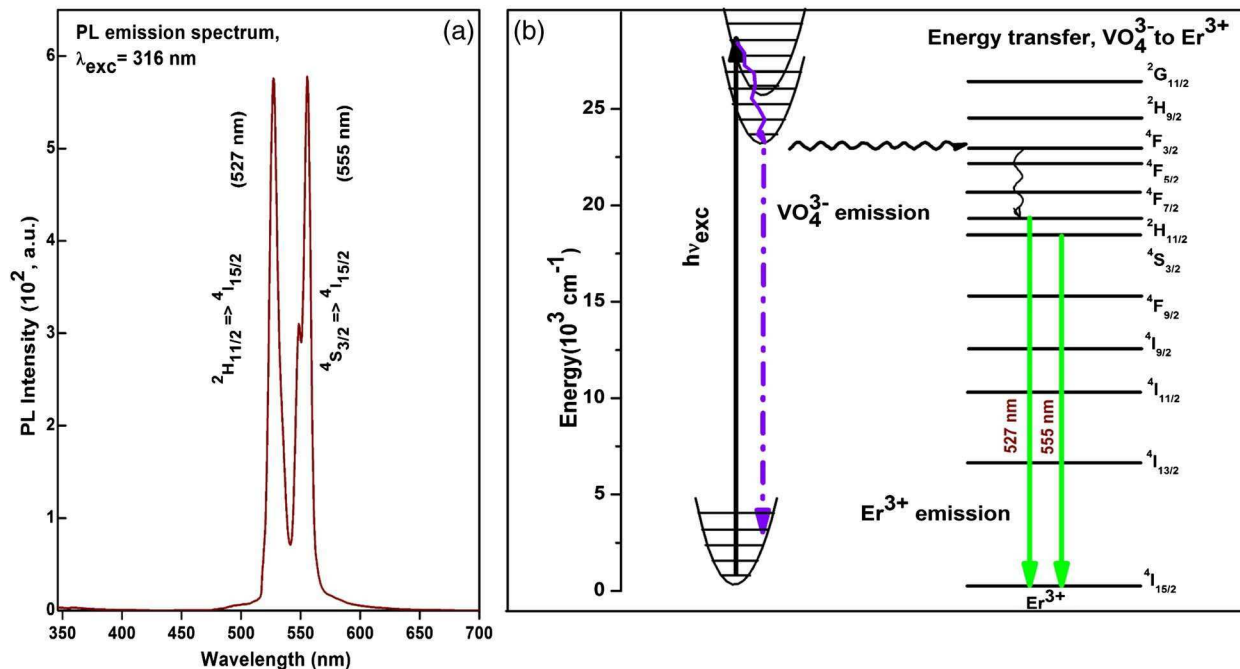 PL emission spectrum,
λexc= 316 nm
(a)
(527 nm)
(555 nm)
²H₁₁/₂ => ⁴I₁₅/₂
⁴S₃/₂ => ⁴I₁₅/₂
PL Intensity (10², a.u.)
6
5
4
3
2
1
0
350 400 450 500 550 600 650 700
Wavelength (nm)
(b)
Energy transfer, VO₄³⁻ to Er³⁺
Energy(10³ cm⁻¹)
25
20
15
10
5
0
hνexc
VO₄³⁻ emission
Er³⁺ emission
527 nm
555 nm
²G₁₁/₂
²H₉/₂
⁴F₃/₂
⁴F₅/₂
⁴F₇/₂
²H₁₁/₂
⁴S₃/₂
⁴F₉/₂
⁴I₉/₂
⁴I₁₁/₂
⁴I₁₃/₂
⁴I₁₅/₂
Er³⁺